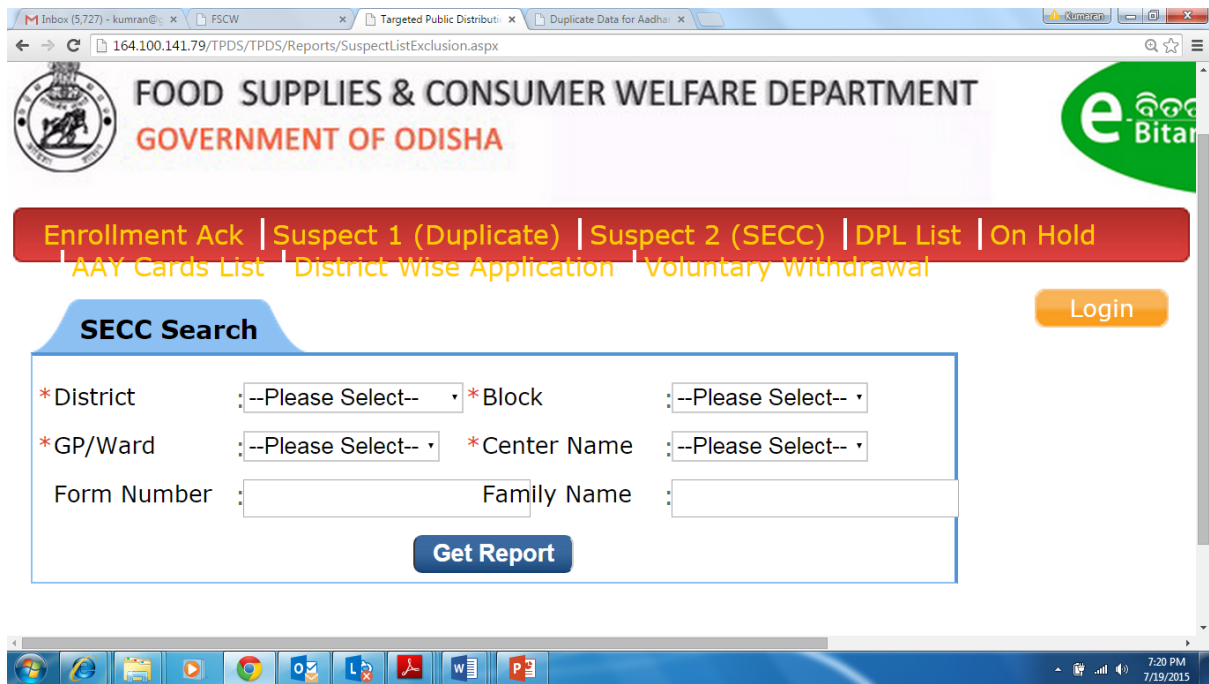 Inbox (5,727) - kumran@g
FSCW
Targeted Public Distributi
Duplicate Data for Aadha
Kumaran
164.100.141.79/TPDS/TPDS/Reports/SuspectListExclusion.aspx
FOOD SUPPLIES & CONSUMER WELFARE DEPARTMENT
GOVERNMENT OF ODISHA
e-ବିତ
Bitar
Enrollment Ack | Suspect 1 (Duplicate) | Suspect 2 (SECC) | DPL List | On Hold
| AAY Cards List | District Wise Application | Voluntary Withdrawal
Login
SECC Search
*District : --Please Select-- *Block : --Please Select--
*GP/Ward : --Please Select-- *Center Name : --Please Select--
Form Number : Family Name :
Get Report
7:20 PM
7/19/2015